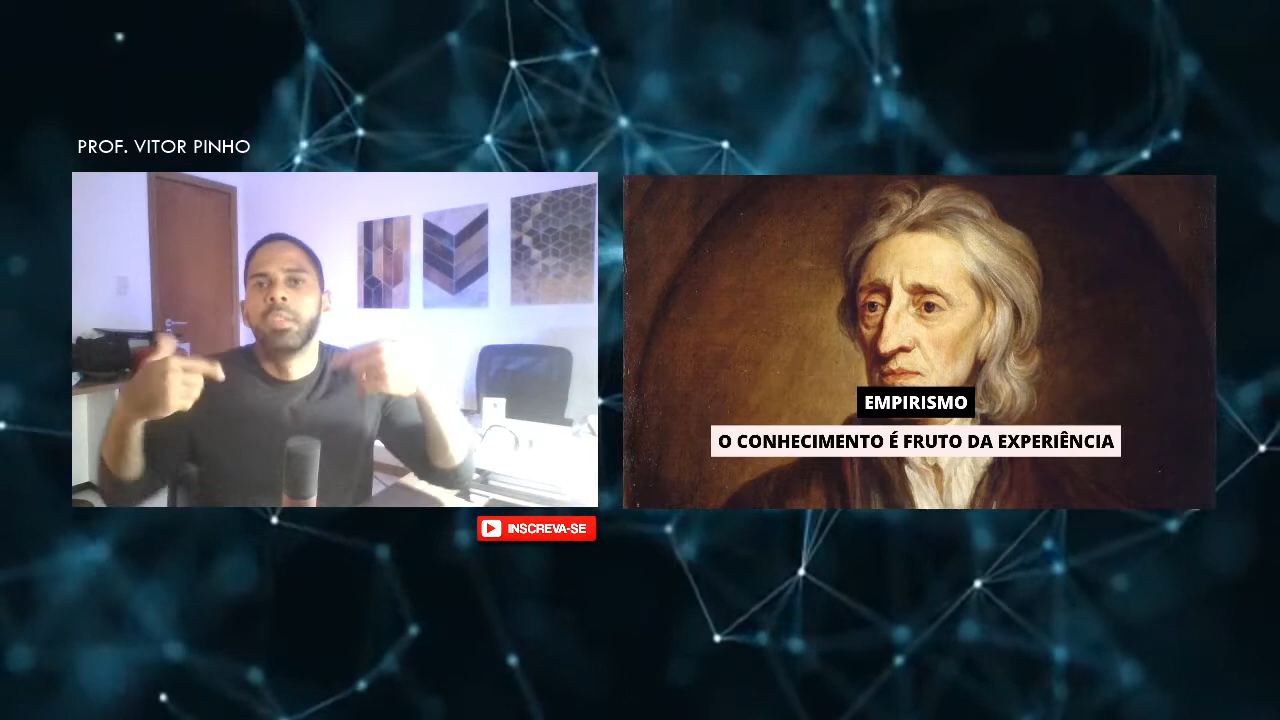 PROF. VITOR PINHO
EMPIRISMO
O CONHECIMENTO É FRUTO DA EXPERIÊNCIA
INSCREVA-SE